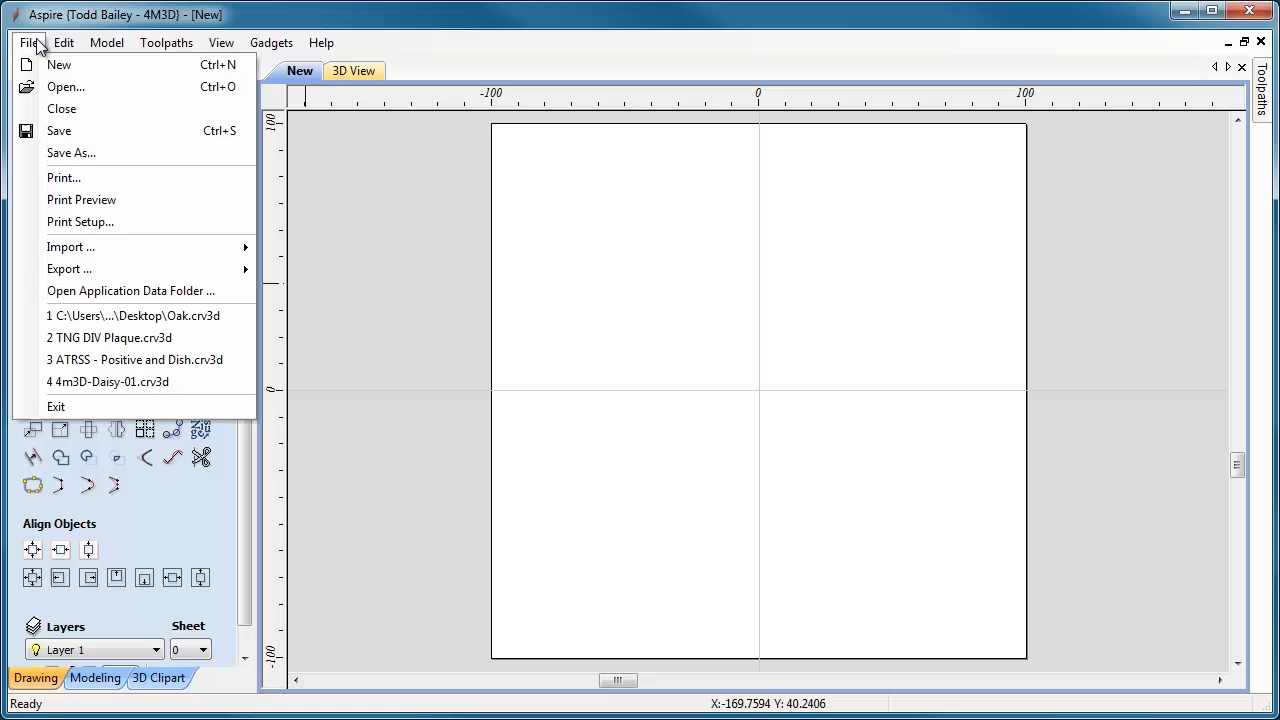 Aspire {Todd Bailey - 4M3D} - [New]
File Edit Model Toolpaths View Gadgets Help
New Ctrl+N
Open... Ctrl+O
Close
Save Ctrl+S
Save As...
Print...
Print Preview
Print Setup...
Import ...
Export ...
Open Application Data Folder ...
1 C:\Users\...\Desktop\Oak.crv3d
2 TNG DIV Plaque.crv3d
3 ATRSS - Positive and Dish.crv3d
4 4m3D-Daisy-01.crv3d
Exit
New 3D View
-100 0 100
100
0
-100
Toolpaths
Align Objects
Layers Sheet
Layer 1 0
Drawing Modeling 3D Clipart
Ready X:-169.7594 Y: 40.2406